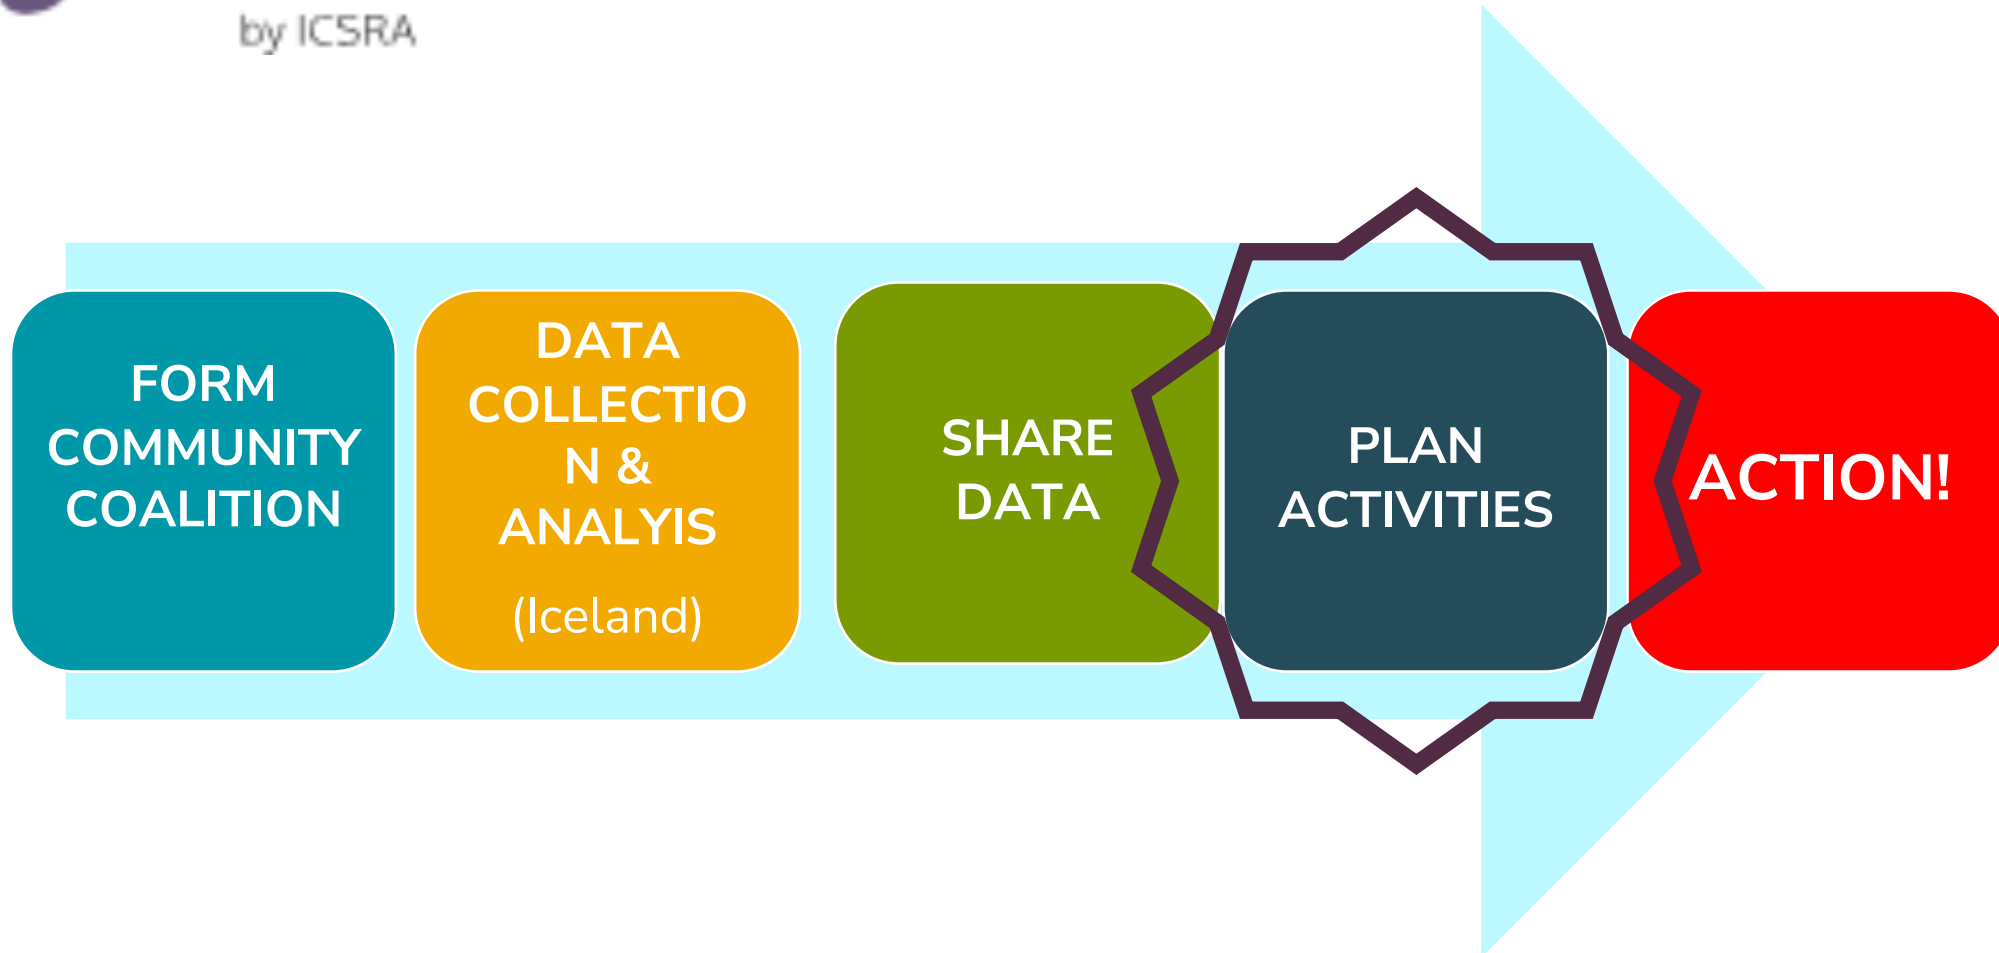 by ICSRA
FORM
COMMUNITY
COALITION
DATA
COLLECTIO
N &
ANALYIS
(Iceland)
SHARE
DATA
PLAN
ACTIVITIES
ACTION!